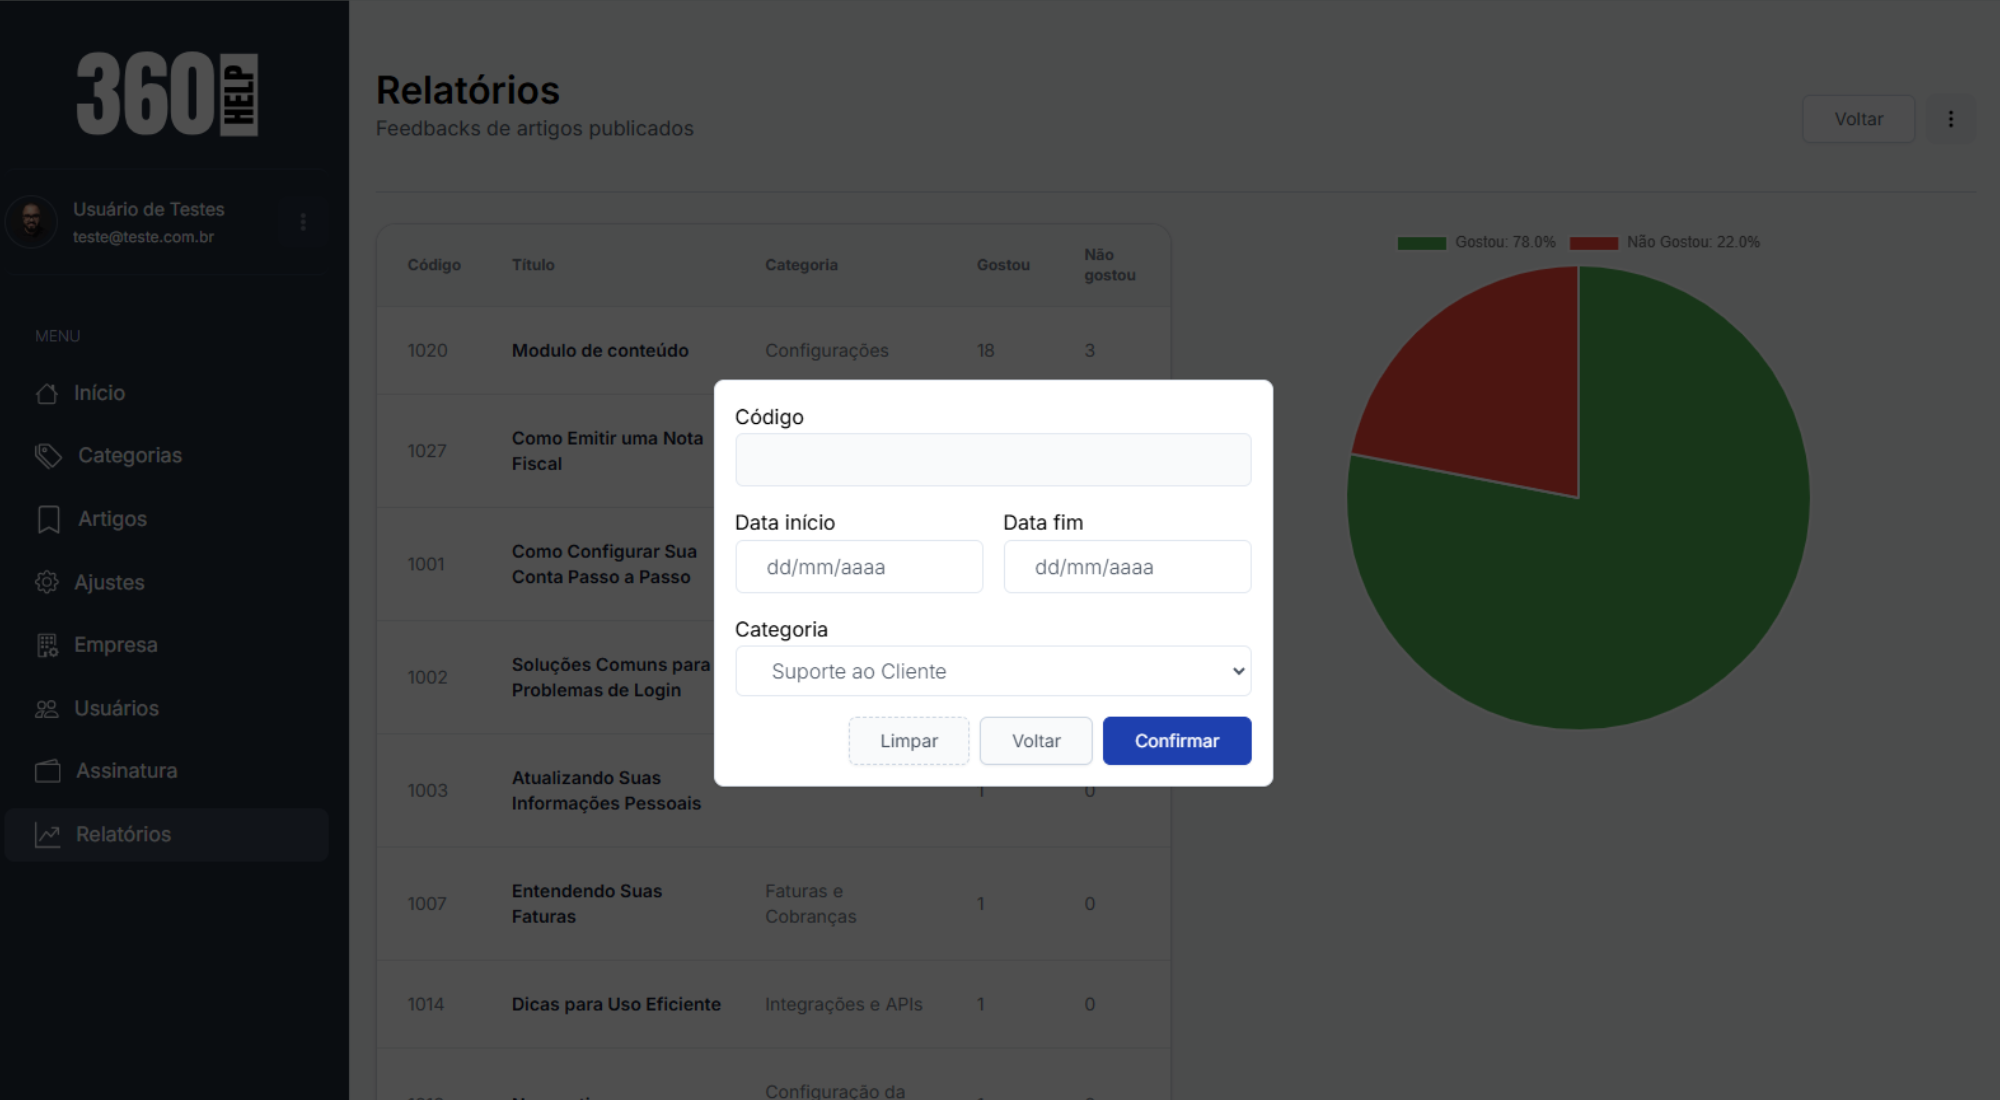 360 HELP
Usuário de Testes
teste@teste.com.br
MENU
Início
Categorias
Artigos
Ajustes
Empresa
Usuários
Assinatura
Relatórios
Relatórios
Feedbacks de artigos publicados
Voltar
Código Título Categoria Gostou Não gostou
1020 Modulo de conteúdo Configurações 18 3
1027 Como Emitir uma Nota
Fiscal
1001 Como Configurar Sua
Conta Passo a Passo
1002 Soluções Comuns para
Problemas de Login
1003 Atualizando Suas
Informações Pessoais 1 0
1007 Entendendo Suas
Faturas Faturas e
Cobranças 1 0
1014 Dicas para Uso Eficiente Integrações e APIs 1 0
Configuração da
Gostou: 78.0% Não Gostou: 22.0%
Código
Data início Data fim
dd/mm/aaaa dd/mm/aaaa
Categoria
Suporte ao Cliente
Limpar Voltar Confirmar